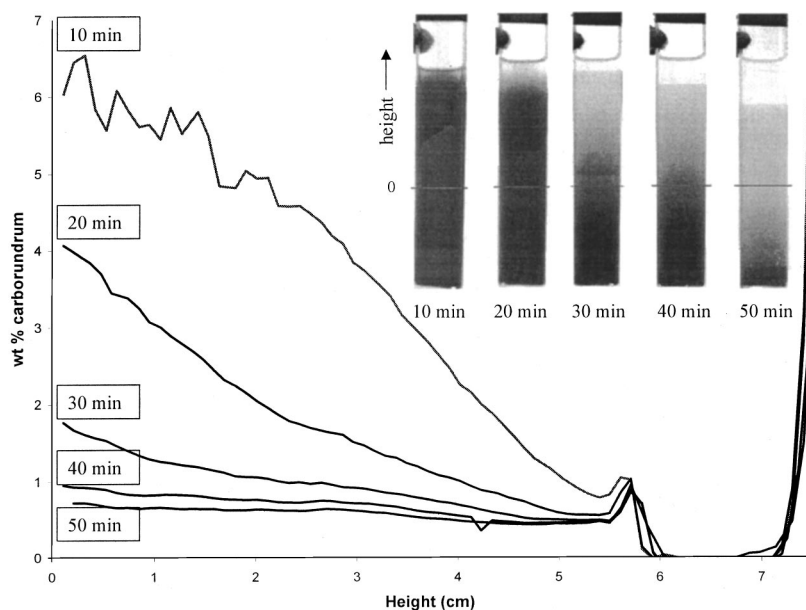 7
6
5
4
3
2
1
0
wt % carborundrum
10 min
20 min
30 min
40 min
50 min
0 1 2 3 4 5 6 7
Height (cm)
height
0
10 min 20 min 30 min 40 min 50 min